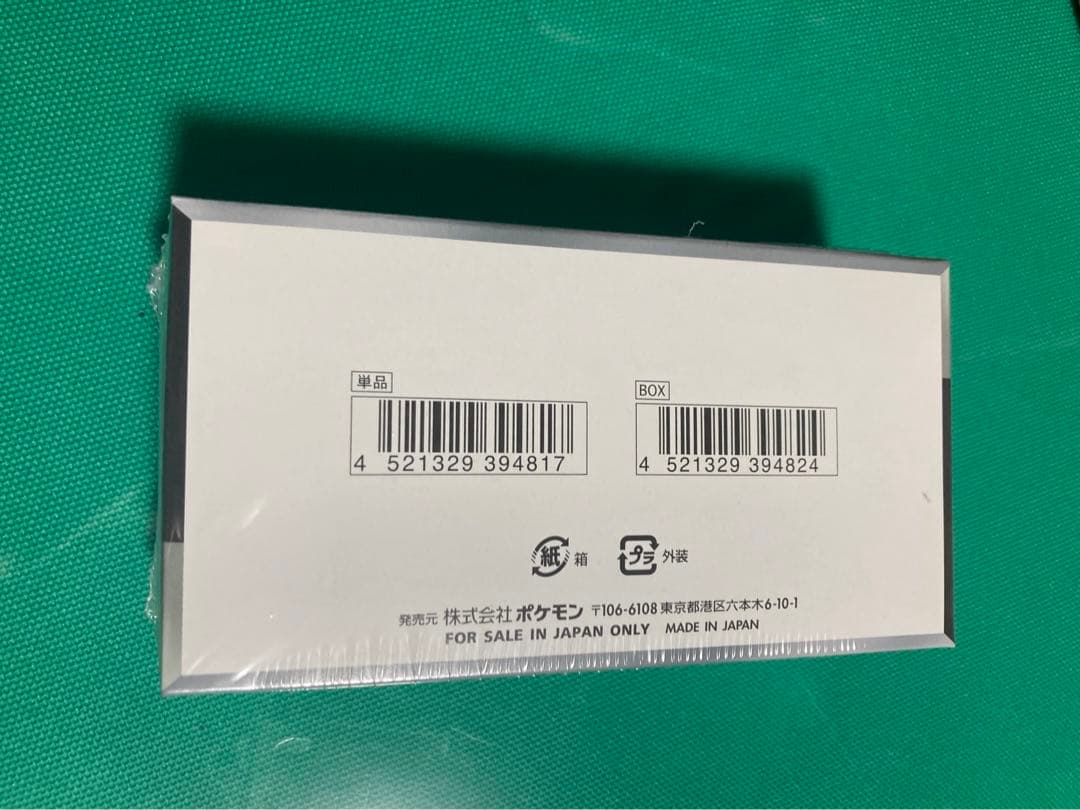 単品
4 521329 394817
BOX
4 521329 394824
紙 箱
プラ 外装
発売元 株式会社 ポケモン 〒106-6108 東京都港区六本木6-10-1
FOR SALE IN JAPAN ONLY MADE IN JAPAN